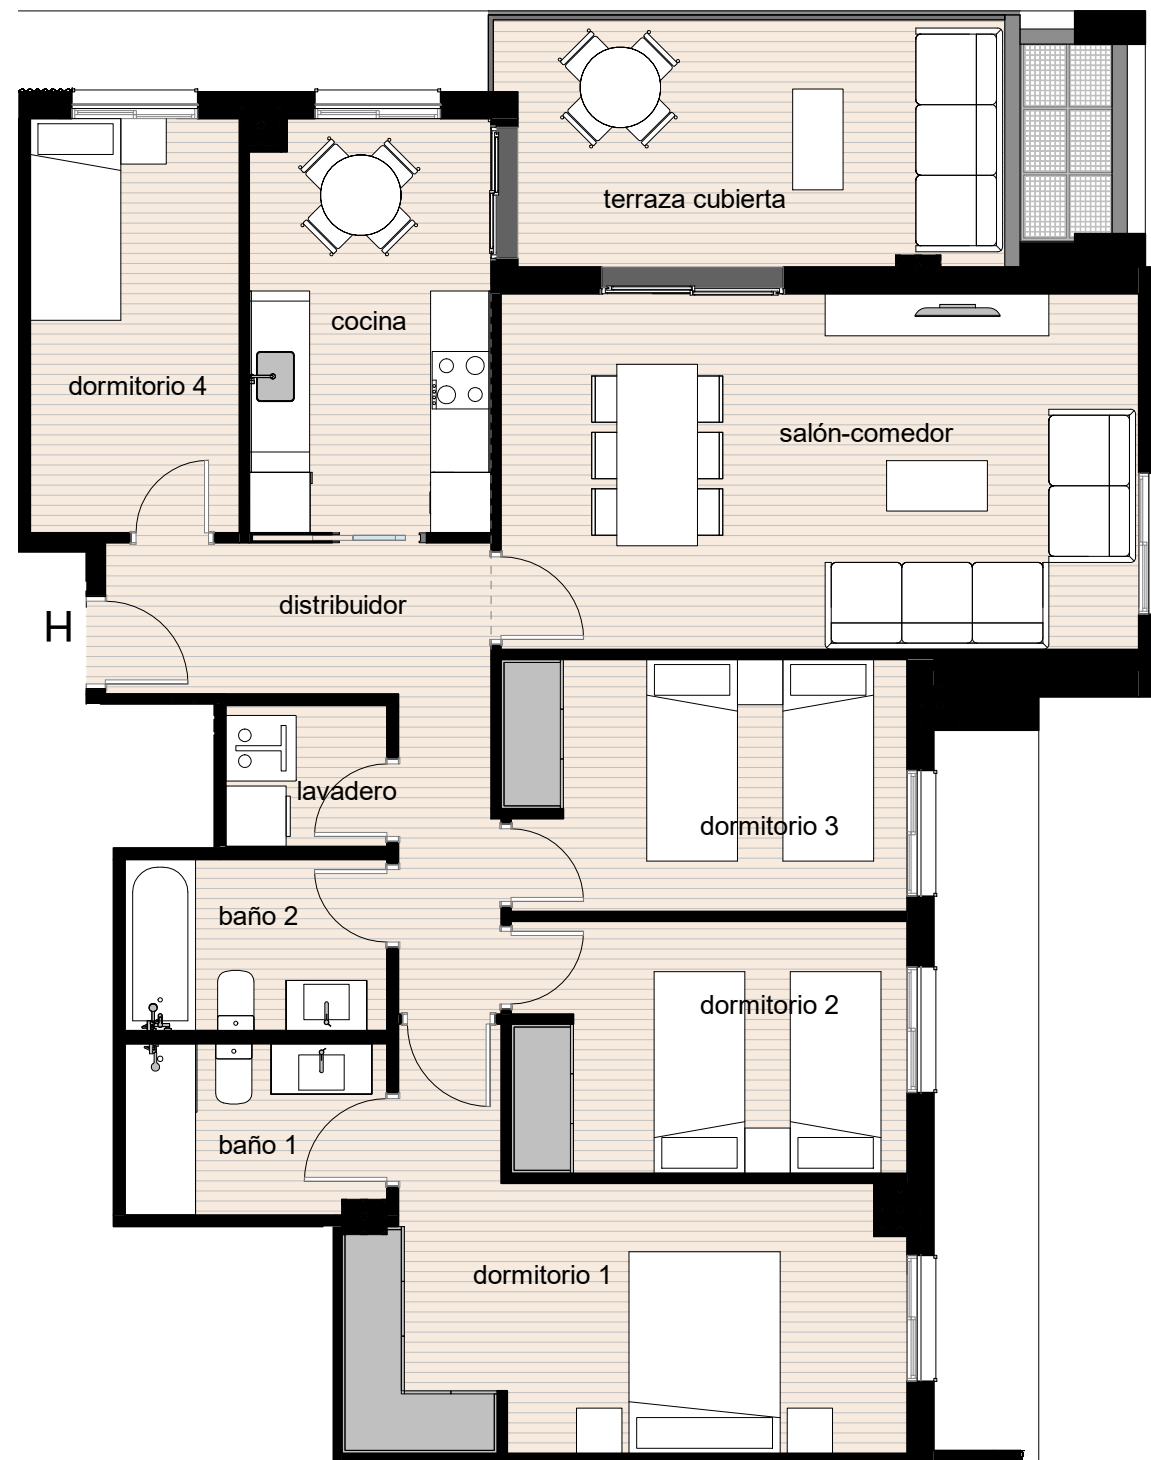 terraza cubierta
cocina
dormitorio 4
salón-comedor
distribuidor
H
lavadero
dormitorio 3
baño 2
dormitorio 2
baño 1
dormitorio 1